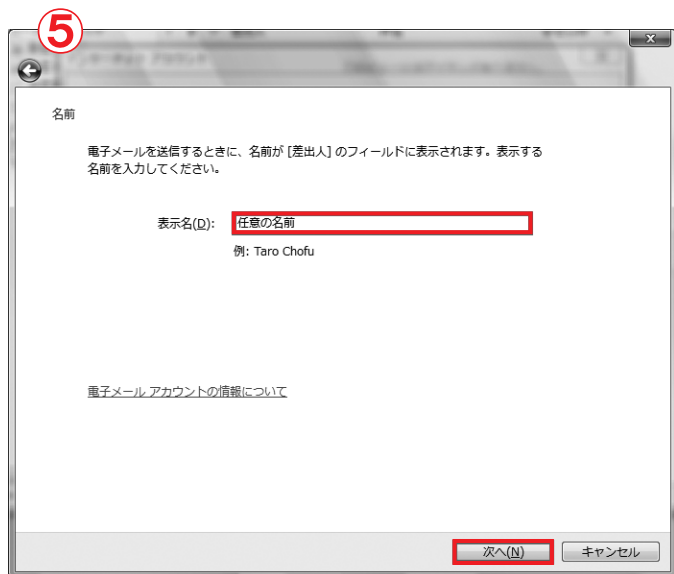 ⑤
名前
電子メールを送信するときに、名前が [差出人] のフィールドに表示されます。表示する
名前を入力してください。
表示名(D): 任意の名前
例: Taro Chofu
電子メール アカウントの情報について
次へ(N) キャンセル